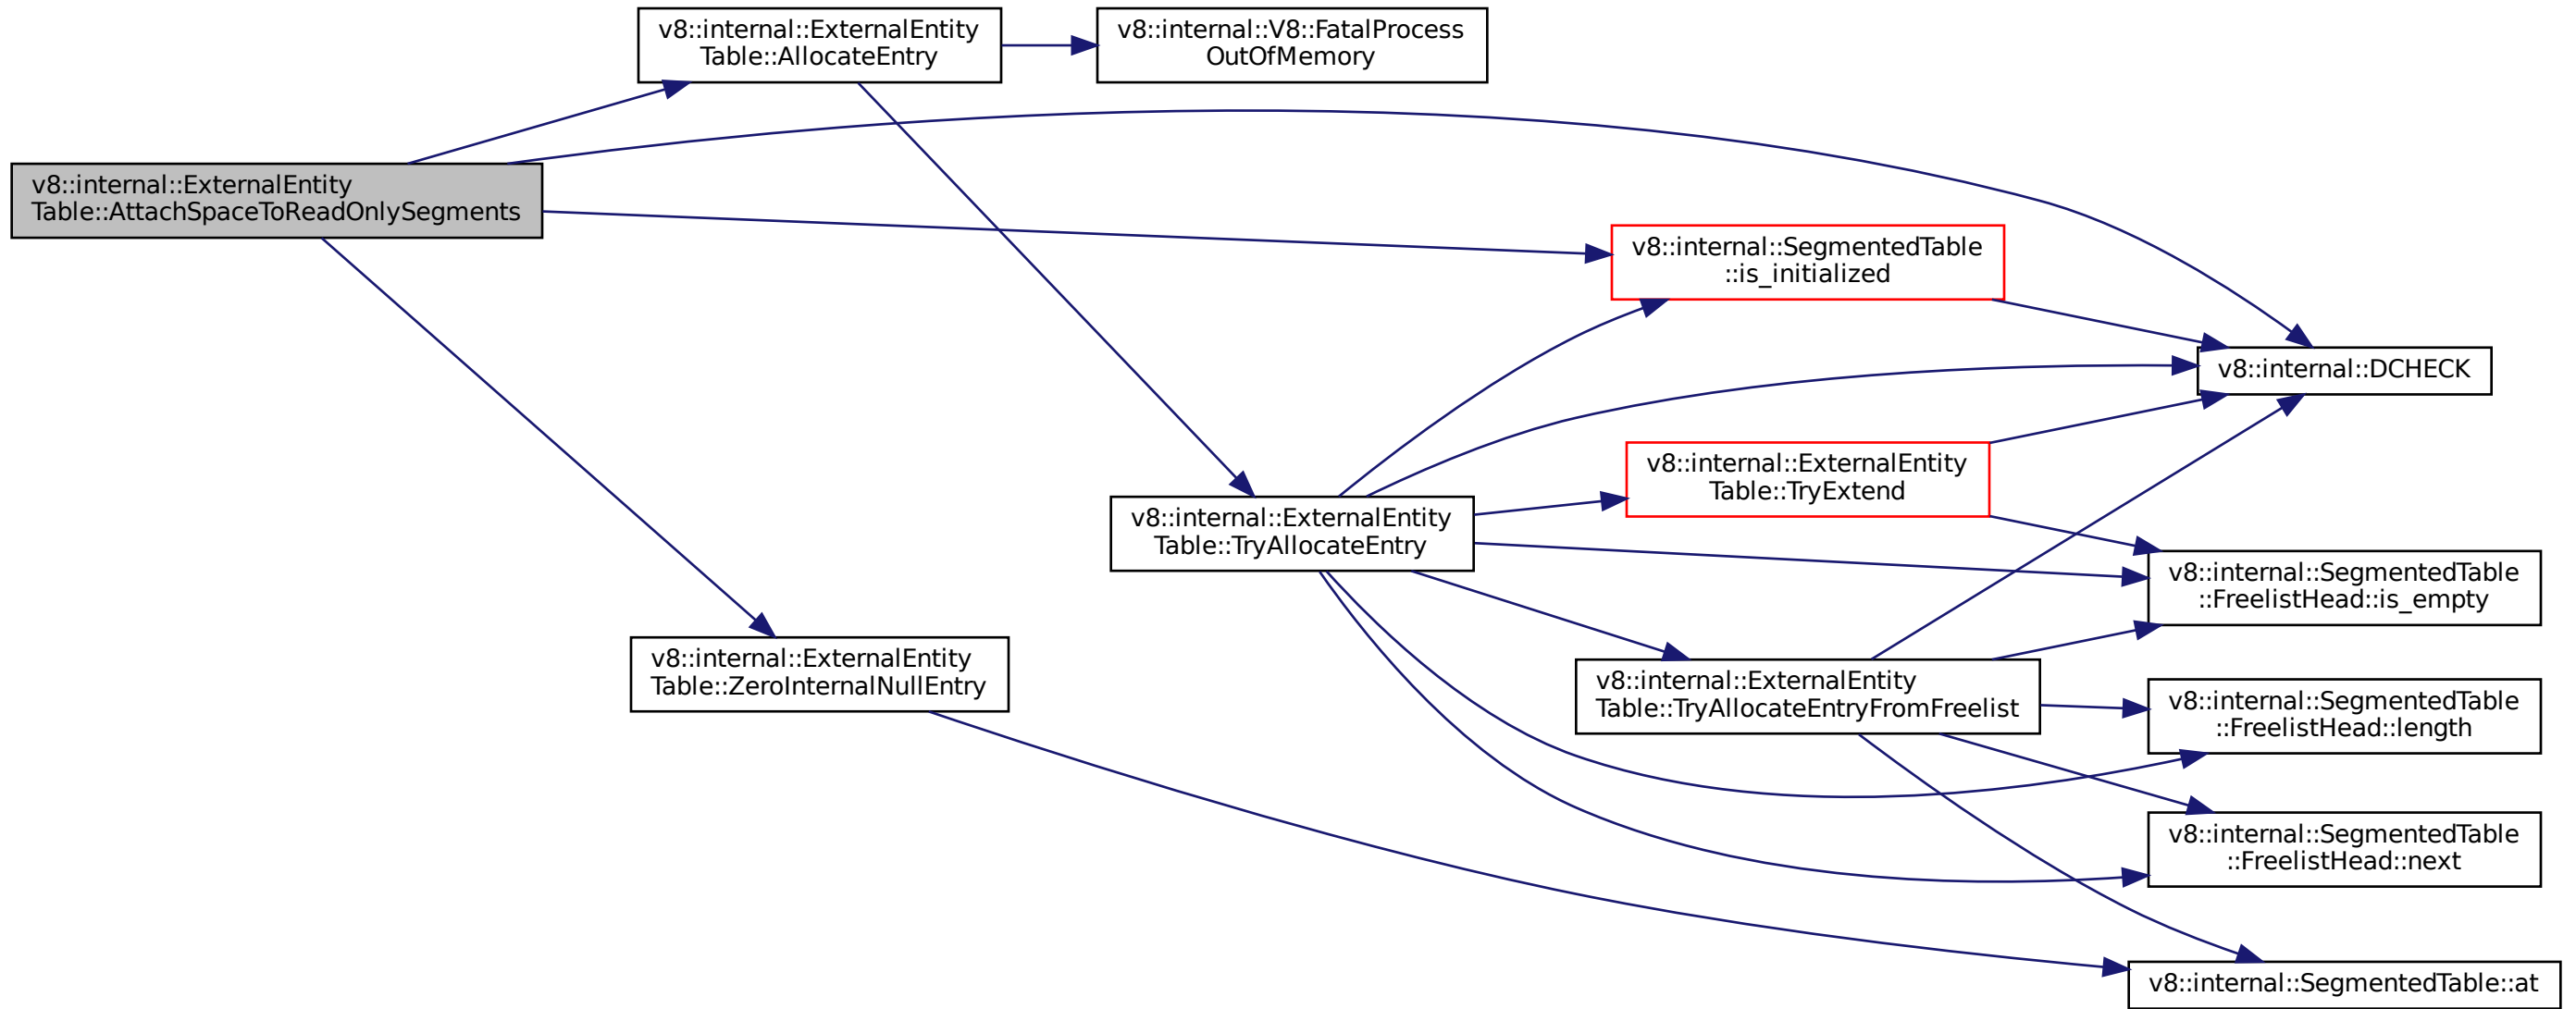 v8::internal::ExternalEntity
Table::AllocateEntry
v8::internal::V8::FatalProcess
OutOfMemory
v8::internal::ExternalEntity
Table::AttachSpaceToReadOnlySegments
v8::internal::SegmentedTable
::is_initialized
v8::internal::DCHECK
v8::internal::ExternalEntity
Table::TryExtend
v8::internal::ExternalEntity
Table::TryAllocateEntry
v8::internal::SegmentedTable
::FreelistHead::is_empty
v8::internal::ExternalEntity
Table::ZeroInternalNullEntry
v8::internal::ExternalEntity
Table::TryAllocateEntryFromFreelist
v8::internal::SegmentedTable
::FreelistHead::length
v8::internal::SegmentedTable
::FreelistHead::next
v8::internal::SegmentedTable::at